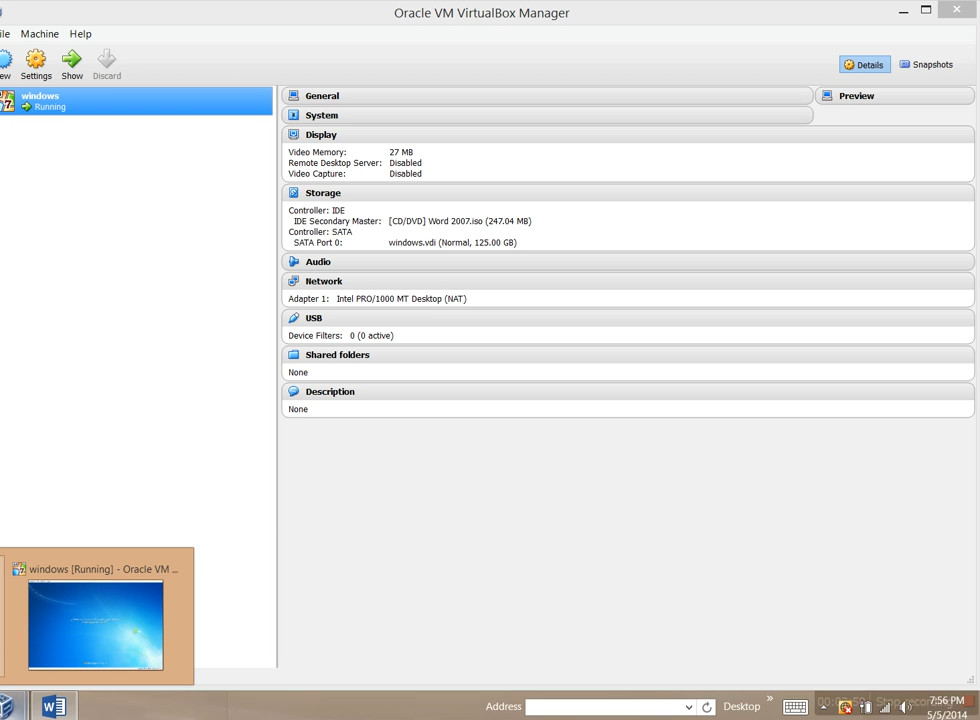 Oracle VM VirtualBox Manager
ile Machine Help
ew Settings Show Discard
Details Snapshots
windows
Running
General
Preview
System
Display
Video Memory: 27 MB
Remote Desktop Server: Disabled
Video Capture: Disabled
Storage
Controller: IDE
IDE Secondary Master: [CD/DVD] Word 2007.iso (247.04 MB)
Controller: SATA
SATA Port 0: windows.vdi (Normal, 125.00 GB)
Audio
Network
Adapter 1: Intel PRO/1000 MT Desktop (NAT)
USB
Device Filters: 0 (0 active)
Shared folders
None
Description
None
windows [Running] - Oracle VM ...
Address
Desktop
7:56 PM
5/5/2014